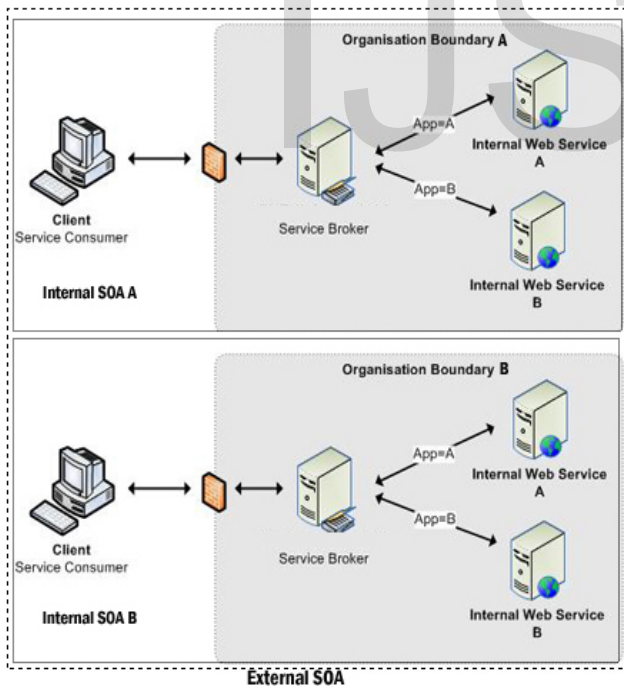 IJS
Organisation Boundary A
App=A
Internal Web Service
A
App=B
Client
Service Consumer
Service Broker
Internal Web Service
B
Internal SOA A
Organisation Boundary B
App=A
Internal Web Service
A
App=B
Client
Service Consumer
Service Broker
Internal Web Service
B
Internal SOA B
External SOA